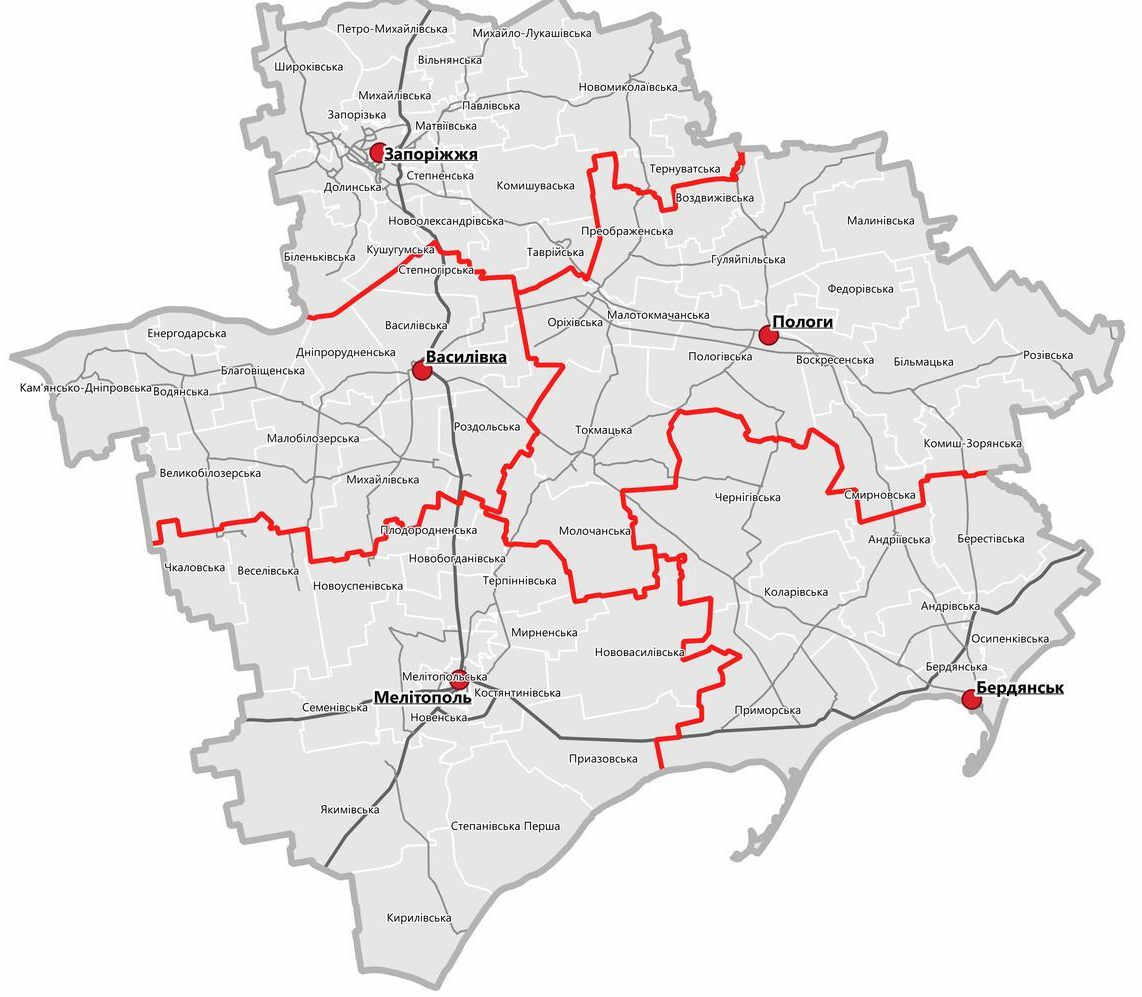 Петро-Михайлівська
Михайло-Лукашівська
Вільнянська
Широківська
Новомиколаївська
Михайлівська
Павлівська
Запорізька
Матвіївська
Запоріжжя
Тернуватська
Степненська
Долинська
Комишуваська
Воздвижівська
Новоолександрівська
Малинівська
Преображенська
Кушугумська
Таврійська
Біленьківська
Гуляйпільська
Степногірська
Федорівська
Малотокмачанська
Оріхівська
Пологи
Василівська
Енергодарська
Дніпрорудненська
Василівка
Пологівська
Воскресенська
Більмацька
Розівська
Благовіщенська
Кам'янсько-Дніпровська
Водянська
Роздольська
Токмацька
Малобілозерська
Комиш-Зорянська
Великобілозерська
Михайлівська
Чернігівська
Смирновська
Плодородненська
Молочанська
Андріївська
Берестівська
Новобогданівська
Чкаловська
Веселівська
Терпіннівська
Новоуспенівська
Коларівська
Андрівська
Мирненська
Осипенківська
Нововасилівська
Бердянська
Мелітопольська
Бердянськ
Костянтинівська
Мелітополь
Семенівська
Новенська
Приморська
Приазовська
Якимівська
Степанівська Перша
Кирилівська